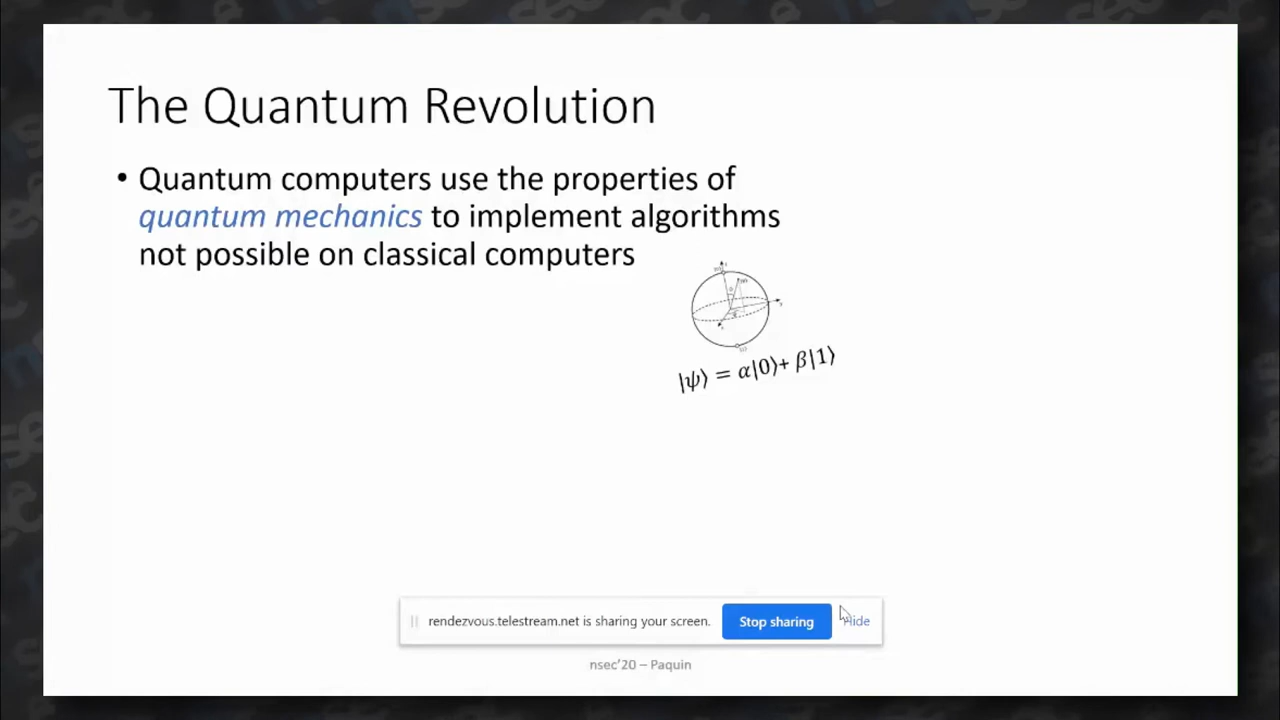 The Quantum Revolution
• Quantum computers use the properties of
quantum mechanics to implement algorithms
not possible on classical computers
|ψ⟩ = α|0⟩+ β|1⟩
rendezvous.telestream.net is sharing your screen.
Stop sharing
Hide
nsec'20 – Paquin